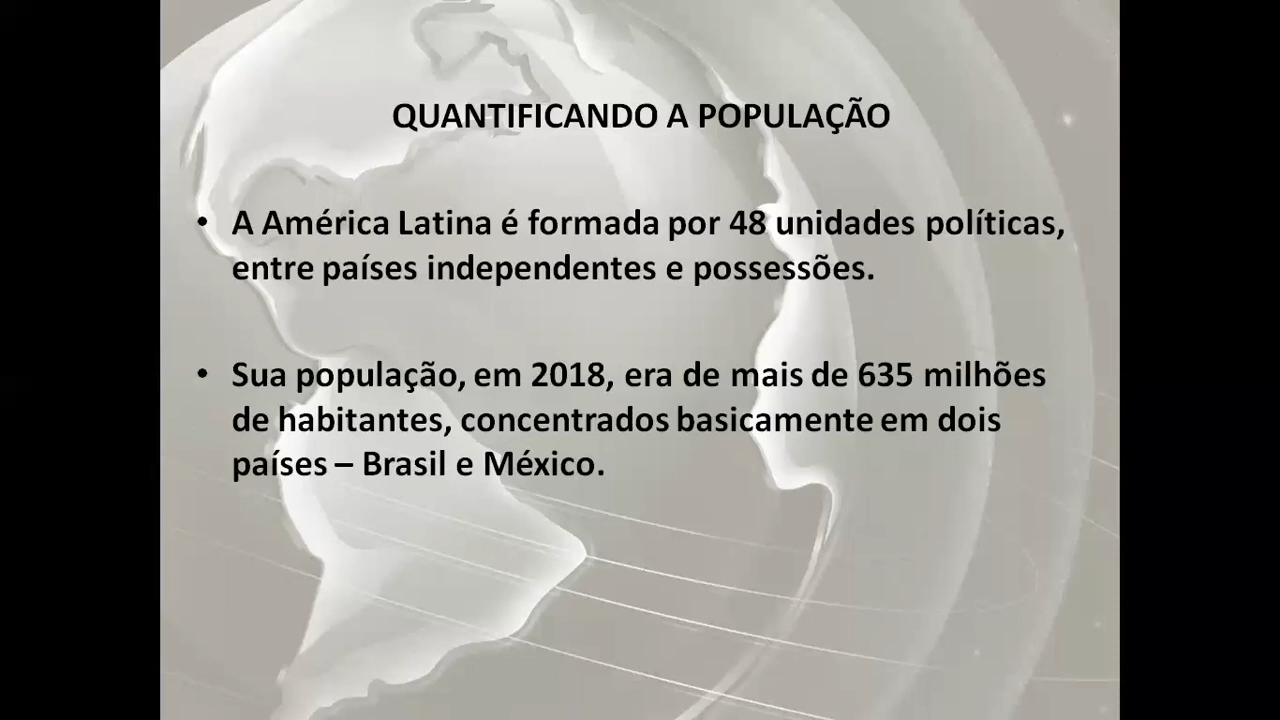 QUANTIFICANDO A POPULAÇÃO
• A América Latina é formada por 48 unidades políticas,
entre países independentes e possessões.
• Sua população, em 2018, era de mais de 635 milhões
de habitantes, concentrados basicamente em dois
países – Brasil e México.